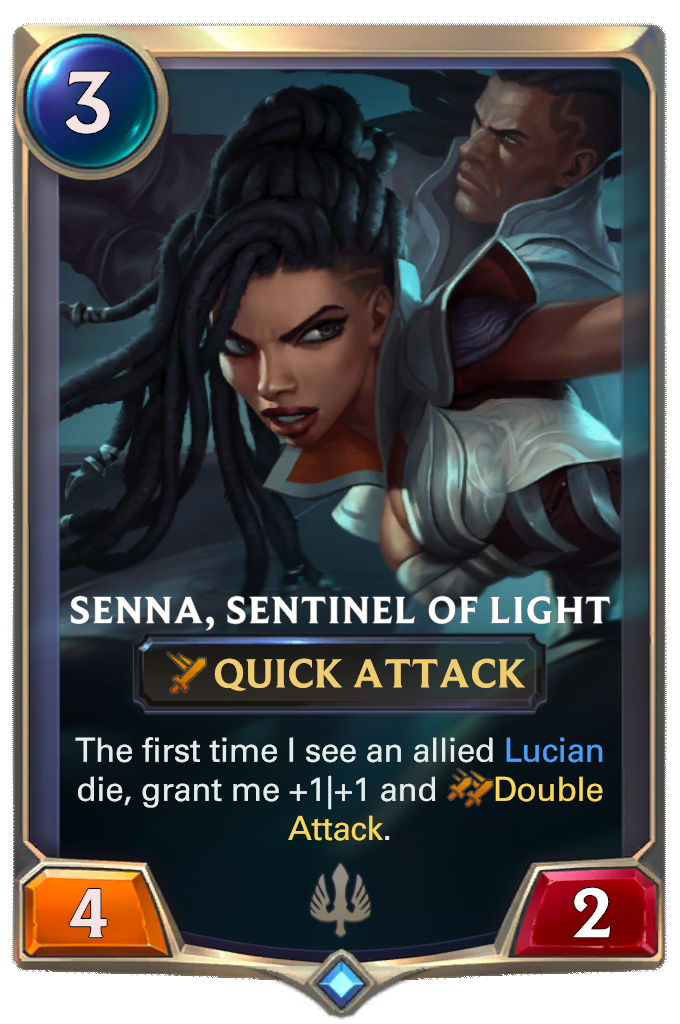 3
SENNA, SENTINEL OF LIGHT
QUICK ATTACK
The first time I see an allied Lucian
die, grant me +1|+1 and Double
Attack.
4
2